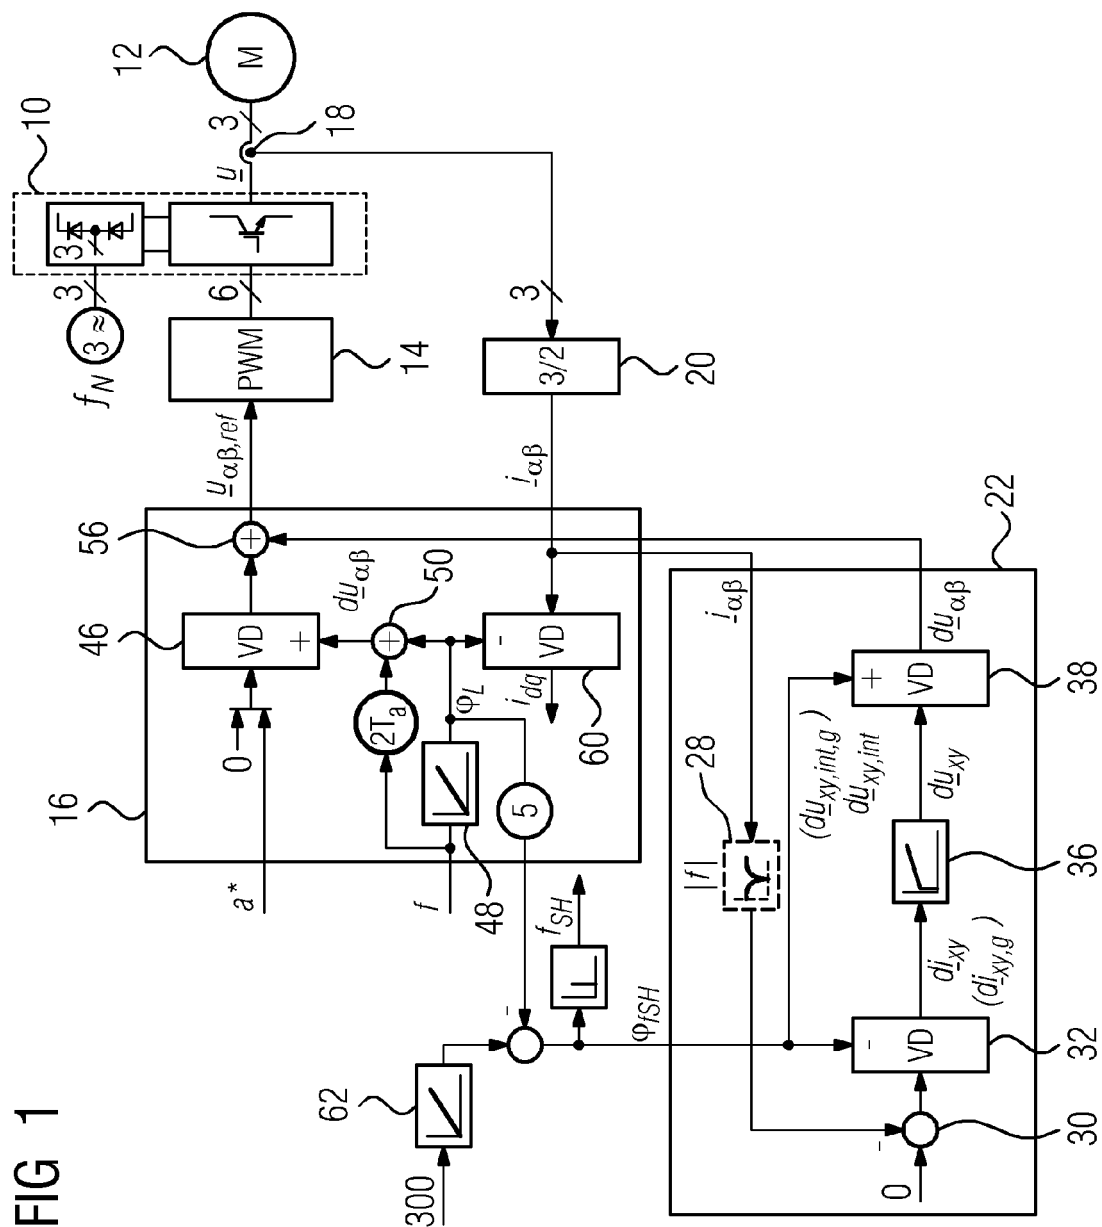 FIG 1
12
M
10
3
18
u
3
3
6
3≈
f_N
PWM
14
3
3/2
20
u_αβ,ref
i_αβ
56
16
46
VD
+
+
0
a*
du_αβ
50
+
2T_a
φ_L
-
VD
60
i_dq
5
f
48
22
i_αβ
du_αβ
+
VD
38
(du_xy,int,g)
du_xy,int
28
|f|
du_xy
36
di_xy
(di_xy,g)
f_SH
-
-
φ_fSH
-
VD
32
62
300
-
30
0